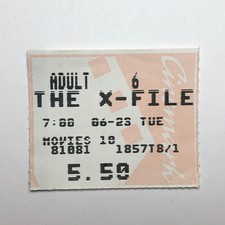 ADULT 6
THE X-FILE
7:00 06-23 TUE
MOVIES 10
81081 1857T8/1
5.50
Cinemark